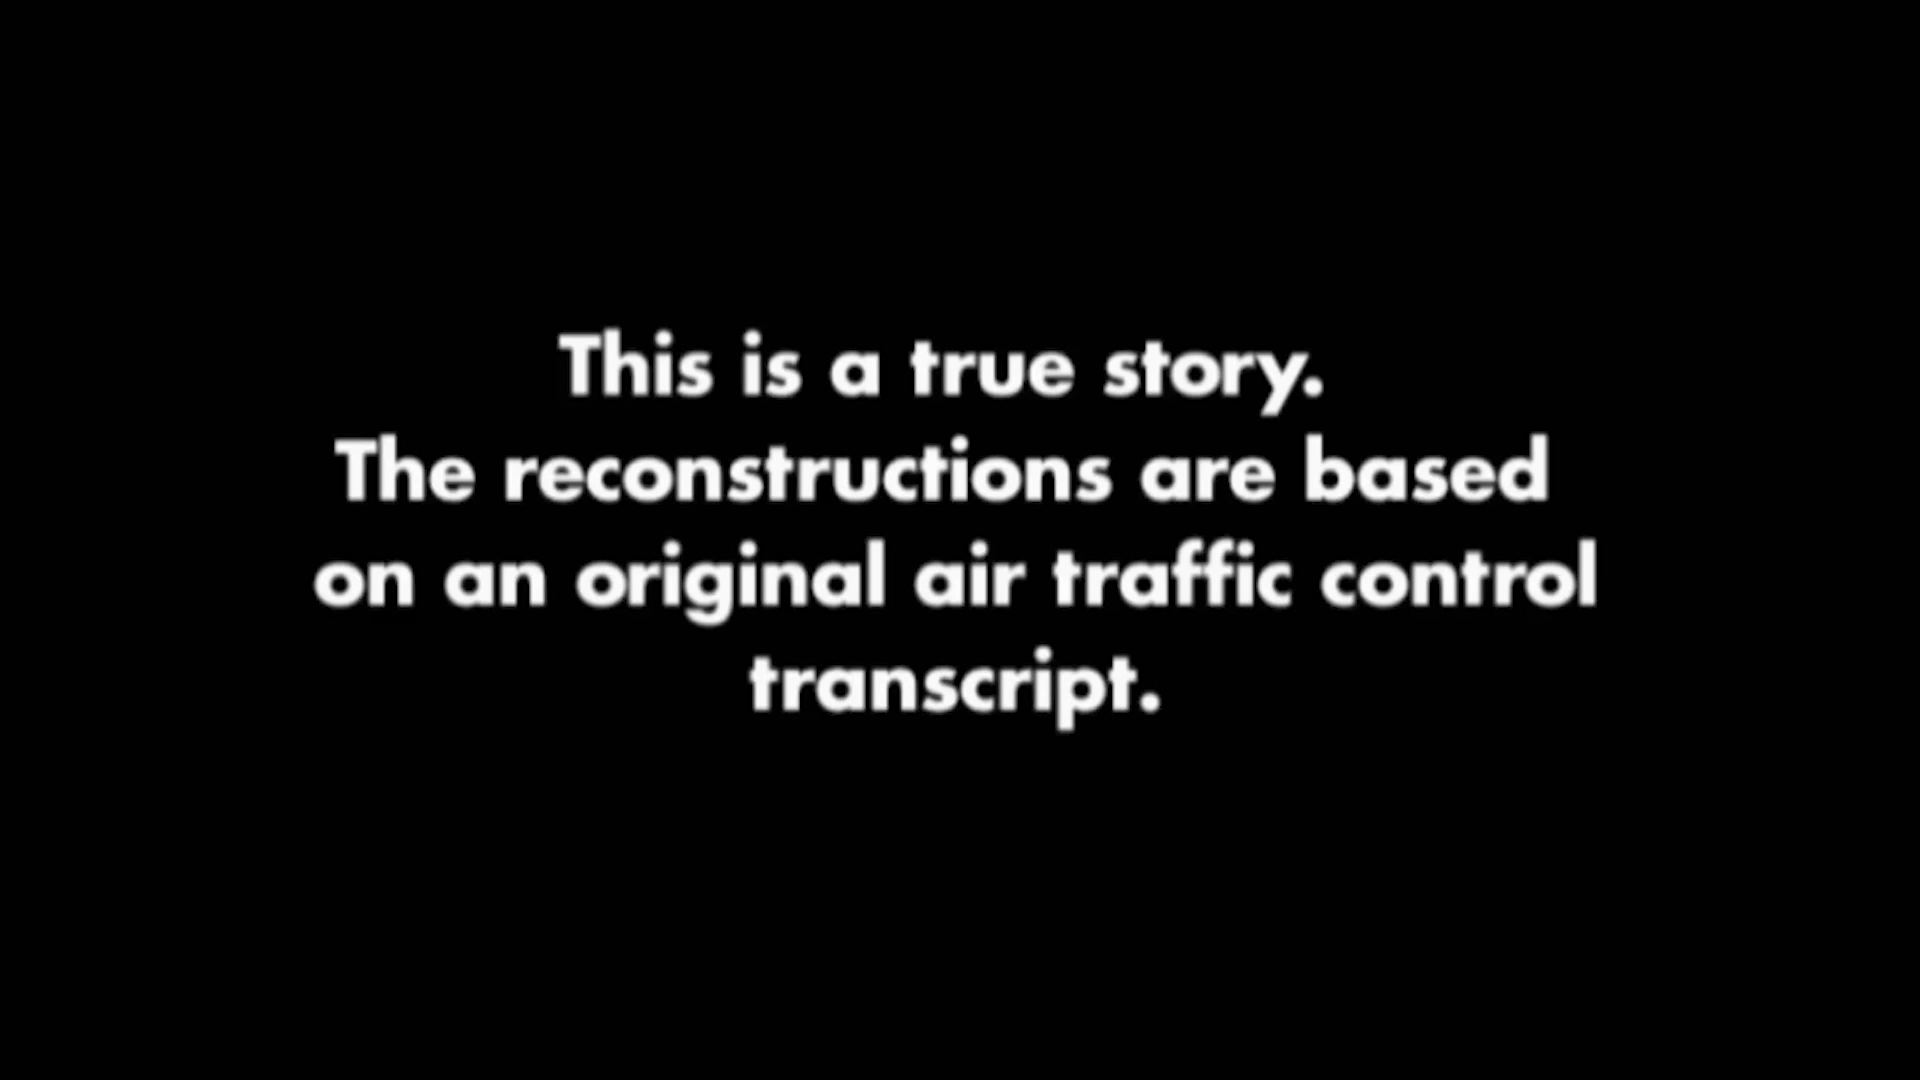 This is a true story.
The reconstructions are based
on an original air traffic control
transcript.